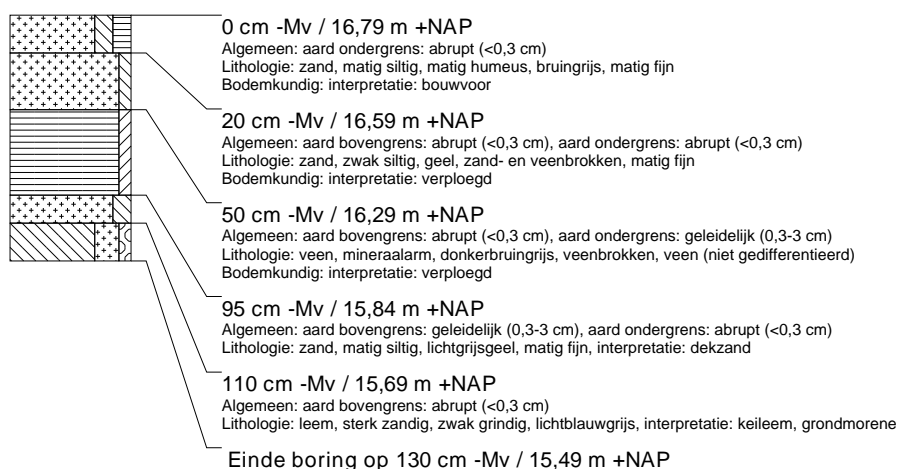 0 cm -Mv / 16,79 m +NAP
Algemeen: aard ondergrens: abrupt (<0,3 cm)
Lithologie: zand, matig siltig, matig humeus, bruingrijs, matig fijn
Bodemkundig: interpretatie: bouwvoor
20 cm -Mv / 16,59 m +NAP
Algemeen: aard bovengrens: abrupt (<0,3 cm), aard ondergrens: abrupt (<0,3 cm)
Lithologie: zand, zwak siltig, geel, zand- en veenbrokken, matig fijn
Bodemkundig: interpretatie: verploegd
50 cm -Mv / 16,29 m +NAP
Algemeen: aard bovengrens: abrupt (<0,3 cm), aard ondergrens: geleidelijk (0,3-3 cm)
Lithologie: veen, mineraalarm, donkerbruingrijs, veenbrokken, veen (niet gedifferentieerd)
Bodemkundig: interpretatie: verploegd
95 cm -Mv / 15,84 m +NAP
Algemeen: aard bovengrens: geleidelijk (0,3-3 cm), aard ondergrens: abrupt (<0,3 cm)
Lithologie: zand, matig siltig, lichtgrijsgeel, matig fijn, interpretatie: dekzand
110 cm -Mv / 15,69 m +NAP
Algemeen: aard bovengrens: abrupt (<0,3 cm)
Lithologie: leem, sterk zandig, zwak grindig, lichtblauwgrijs, interpretatie: keileem, grondmorene
Einde boring op 130 cm -Mv / 15,49 m +NAP